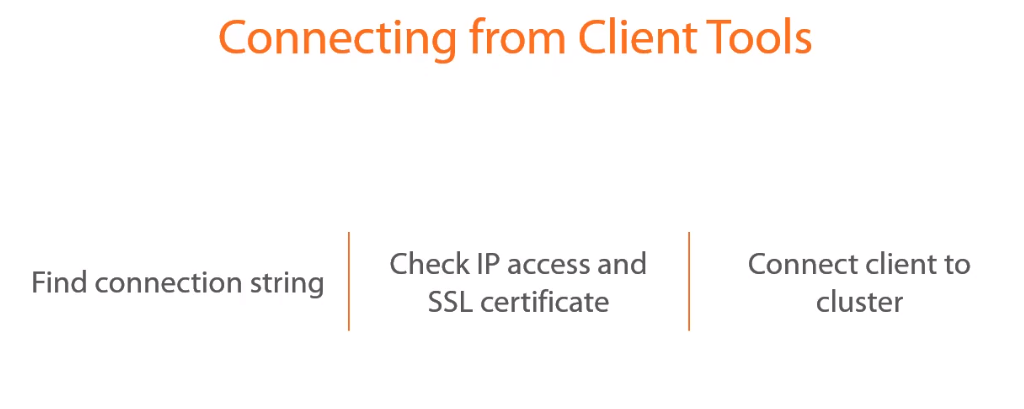 Connecting from Client Tools
Find connection string
Check IP access and
SSL certificate
Connect client to
cluster